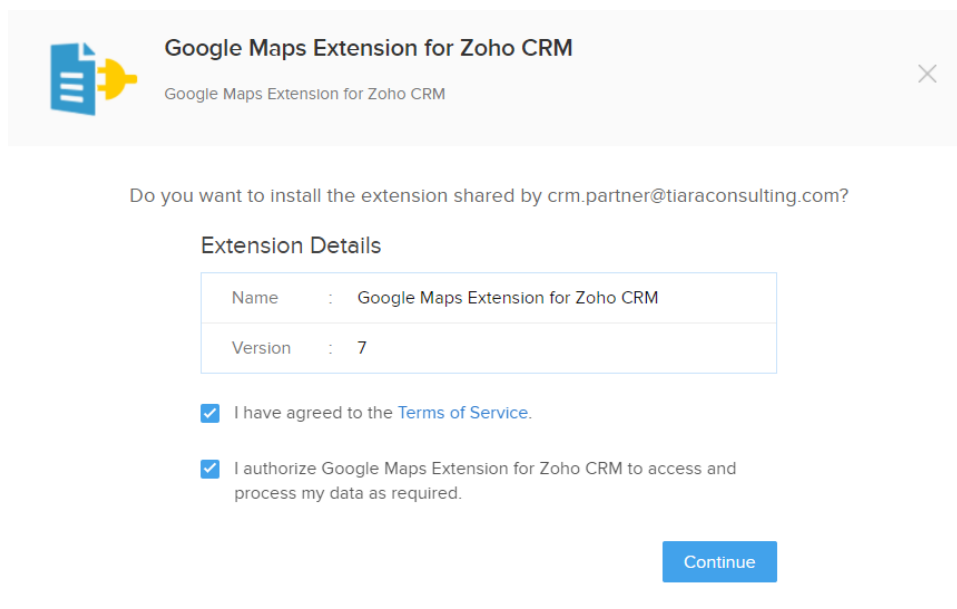 Google Maps Extension for Zoho CRM
Google Maps Extension for Zoho CRM
Do you want to install the extension shared by crm.partner@tiaraconsulting.com?
Extension Details
Name : Google Maps Extension for Zoho CRM
Version : 7
I have agreed to the Terms of Service.
I authorize Google Maps Extension for Zoho CRM to access and
process my data as required.
Continue